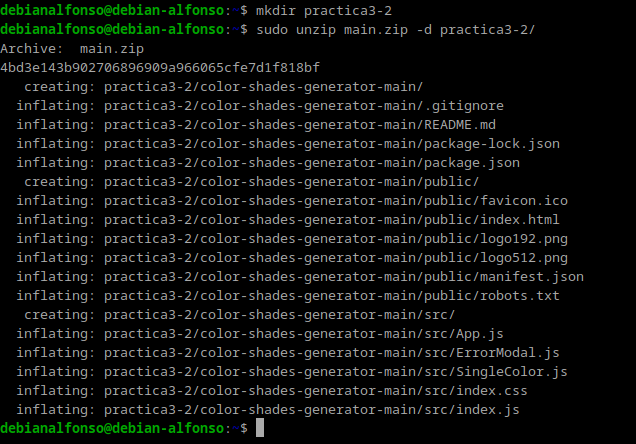 debianalfonso@debian-alfonso:~$ mkdir practica3-2
debianalfonso@debian-alfonso:~$ sudo unzip main.zip -d practica3-2/
Archive:  main.zip
4bd3e143b902706896909a966065cfe7d1f818bf
   creating: practica3-2/color-shades-generator-main/
  inflating: practica3-2/color-shades-generator-main/.gitignore
  inflating: practica3-2/color-shades-generator-main/README.md
  inflating: practica3-2/color-shades-generator-main/package-lock.json
  inflating: practica3-2/color-shades-generator-main/package.json
   creating: practica3-2/color-shades-generator-main/public/
  inflating: practica3-2/color-shades-generator-main/public/favicon.ico
  inflating: practica3-2/color-shades-generator-main/public/index.html
  inflating: practica3-2/color-shades-generator-main/public/logo192.png
  inflating: practica3-2/color-shades-generator-main/public/logo512.png
  inflating: practica3-2/color-shades-generator-main/public/manifest.json
  inflating: practica3-2/color-shades-generator-main/public/robots.txt
   creating: practica3-2/color-shades-generator-main/src/
  inflating: practica3-2/color-shades-generator-main/src/App.js
  inflating: practica3-2/color-shades-generator-main/src/ErrorModal.js
  inflating: practica3-2/color-shades-generator-main/src/SingleColor.js
  inflating: practica3-2/color-shades-generator-main/src/index.css
  inflating: practica3-2/color-shades-generator-main/src/index.js
debianalfonso@debian-alfonso:~$